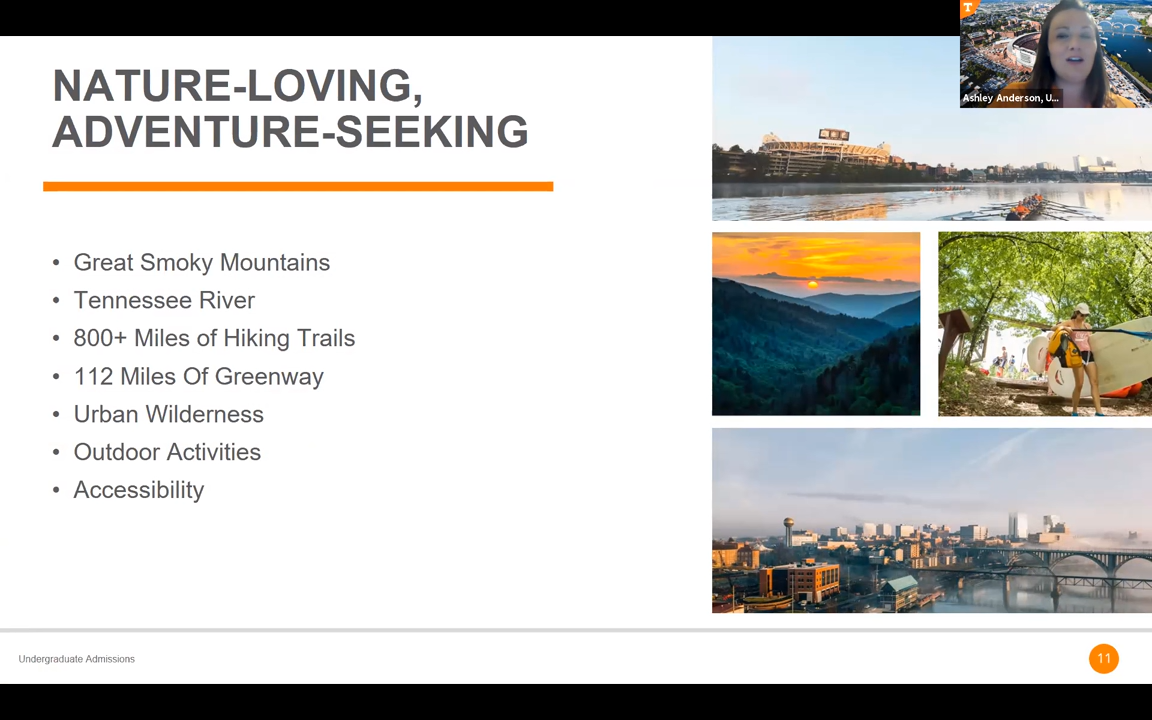 T
Ashley Anderson, U...
NATURE-LOVING,
ADVENTURE-SEEKING
• Great Smoky Mountains
• Tennessee River
• 800+ Miles of Hiking Trails
• 112 Miles Of Greenway
• Urban Wilderness
• Outdoor Activities
• Accessibility
Undergraduate Admissions
11